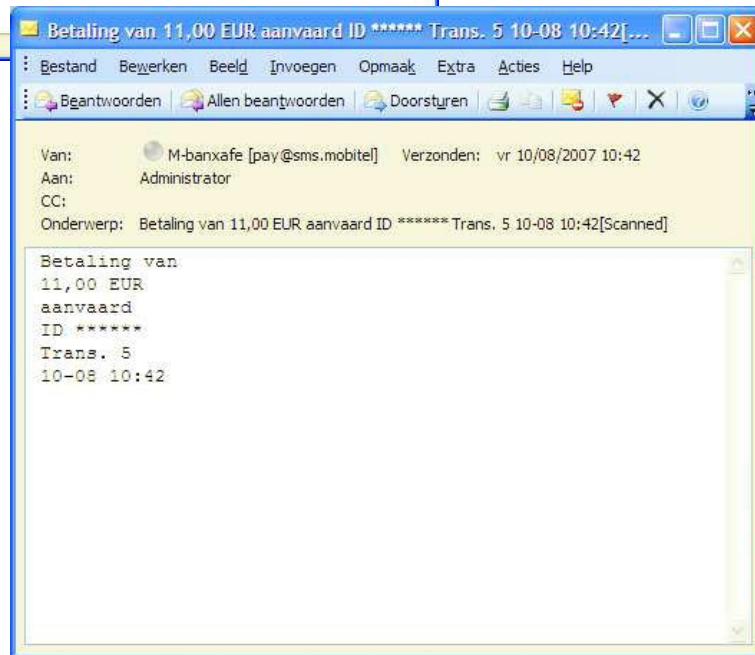 Betaling van 11,00 EUR aanvaard ID ****** Trans. 5 10-08 10:42[...
Bestand Bewerken Beeld Invoegen Opmaak Extra Acties Help
Beantwoorden Allen beantwoorden Doorsturen
Van: M-banxafe [pay@sms.mobitel] Verzonden: vr 10/08/2007 10:42
Aan: Administrator
CC:
Onderwerp: Betaling van 11,00 EUR aanvaard ID ****** Trans. 5 10-08 10:42[Scanned]
Betaling van
11,00 EUR
aanvaard
ID ******
Trans. 5
10-08 10:42